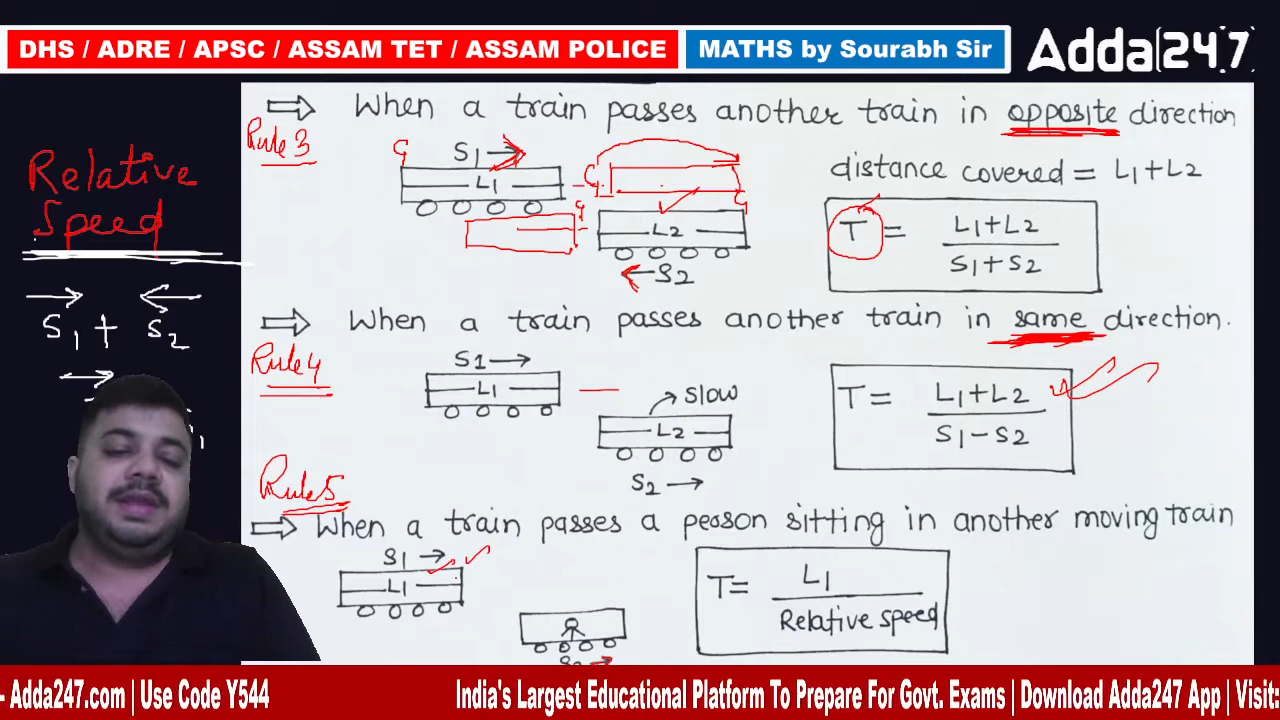 DHS / ADRE / APSC / ASSAM TET / ASSAM POLICE
MATHS by Sourabh Sir
Adda247
⇒ When a train passes another train in opposite direction
Rule 3
Relative
Speed
S1 →
L1
L2
← S2
distance covered = L1+L2
T = L1+L2 / S1+S2
S1 + S2
⇒ When a train passes another train in same direction.
Rule 4
S1 →
L1
slow
L2
S2 →
T = L1+L2 / S1-S2
Rule 5
⇒ When a train passes a person sitting in another moving train
S1 →
L1
T = L1 / Relative speed
- Adda247.com | Use Code Y544
India's Largest Educational Platform To Prepare For Govt. Exams | Download Adda247 App | Visit: